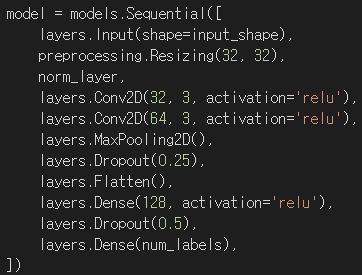 model = models.Sequential([
    layers.Input(shape=input_shape),
    preprocessing.Resizing(32, 32),
    norm_layer,
    layers.Conv2D(32, 3, activation='relu'),
    layers.Conv2D(64, 3, activation='relu'),
    layers.MaxPooling2D(),
    layers.Dropout(0.25),
    layers.Flatten(),
    layers.Dense(128, activation='relu'),
    layers.Dropout(0.5),
    layers.Dense(num_labels),
])